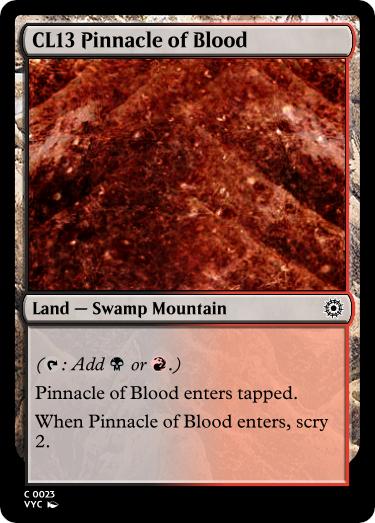 CL13 Pinnacle of Blood
Land — Swamp Mountain
(: Add or .)
Pinnacle of Blood enters tapped.
When Pinnacle of Blood enters, scry
2.
C 0023
VYC